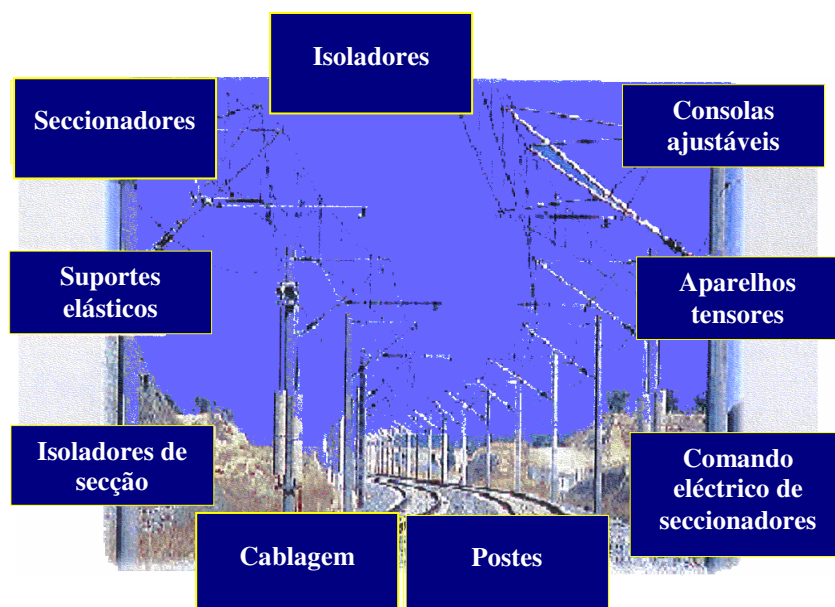 Isoladores
Seccionadores
Consolas
ajustáveis
Suportes
elásticos
Aparelhos
tensores
Isoladores de
secção
Comando
eléctrico de
seccionadores
Cablagem
Postes